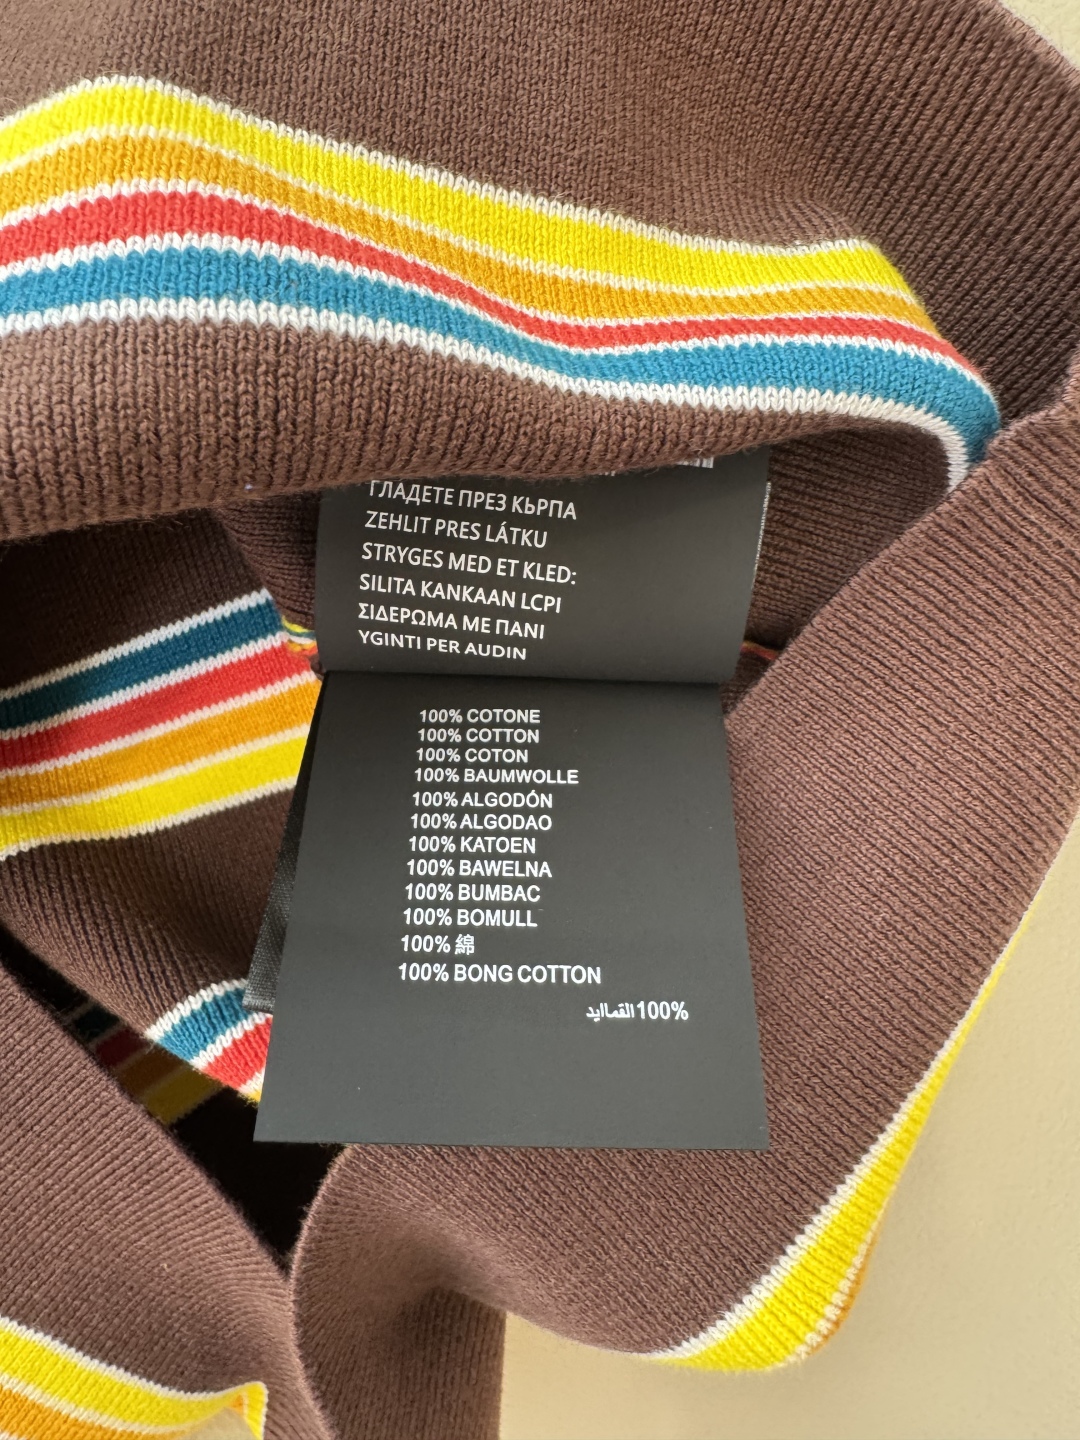 ГЛАДЕТЕ ПРЕЗ КЬРПА
ZEHLIT PRES LÁTKU
STRYGES MED ET KLED:
SILITA KANKAAN LCPI
ΣΙΔΕΡΩΜΑ ΜΕ ΠΑΝΙ
YGINTI PER AUDIN
100% COTONE
100% COTTON
100% COTON
100% BAUMWOLLE
100% ALGODÓN
100% ALGODAO
100% KATOEN
100% BAWELNA
100% BUMBAC
100% BOMULL
100% 綿
100% BONG COTTON
100%